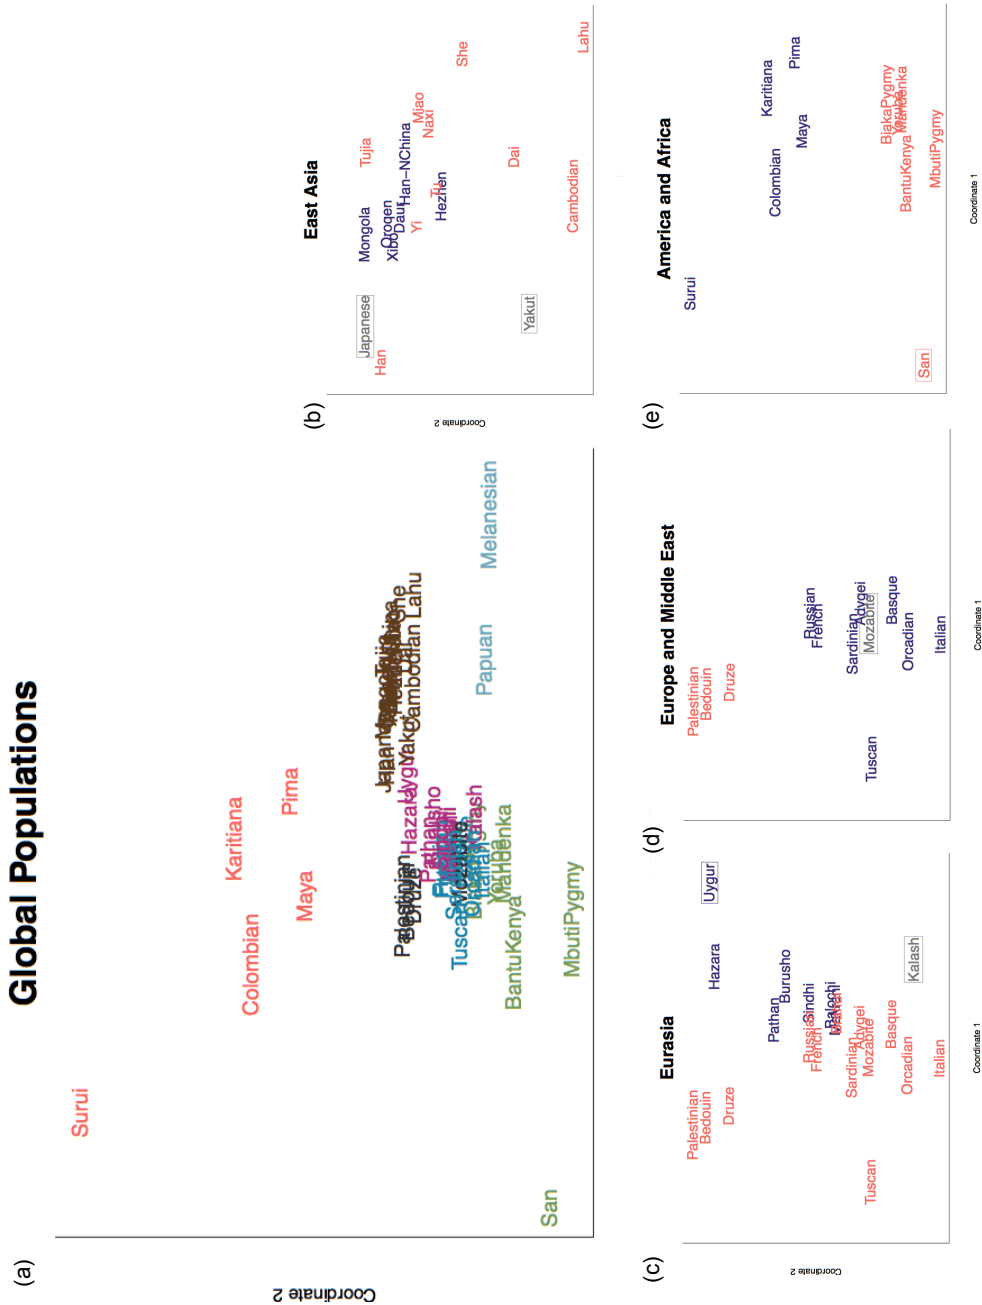 (a)
Global Populations
Surui
Karitiana
Pima
Colombian
Maya
Lahu
Cambodian
Yakut
Uygur
Hazara
Kalash
Druze
Tuscan
Mozabite
Yoruba
Mandenka
BantuKenya
MbutiPygmy
San
Papuan
Melanesian
Coordinate 2
(b)
East Asia
Tujia
Mongola
Japanese
Han
Oroqen
Xibo
Daur
Han−NChina
Miao
Naxi
She
Yi
Tu
Hezhen
Dai
Yakut
Cambodian
Lahu
Coordinate 2
(c)
Eurasia
Uygur
Hazara
Palestinian
Bedouin
Druze
Pathan
Burusho
Sindhi
Russian
French
Balochi
Sardinian
Adygei
Mozabite
Basque
Kalash
Tuscan
Orcadian
Italian
Coordinate 2
Coordinate 1
(d)
Europe and Middle East
Palestinian
Bedouin
Druze
Russian
French
Sardinian
Adygei
Mozabite
Basque
Tuscan
Orcadian
Italian
Coordinate 1
(e)
America and Africa
Surui
Karitiana
Pima
Colombian
Maya
BiakaPygmy
Yoruba
Mandenka
BantuKenya
MbutiPygmy
San
Coordinate 1